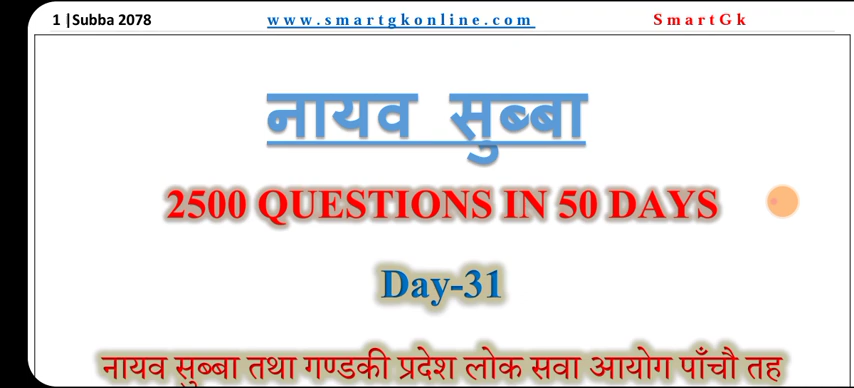 1 |Subba 2078 www.smartgkonline.com SmartGk
नायव सुब्बा
2500 QUESTIONS IN 50 DAYS
Day-31
नायव सुब्बा तथा गण्डकी प्रदेश लोक सवा आयोग पाँचौ तह